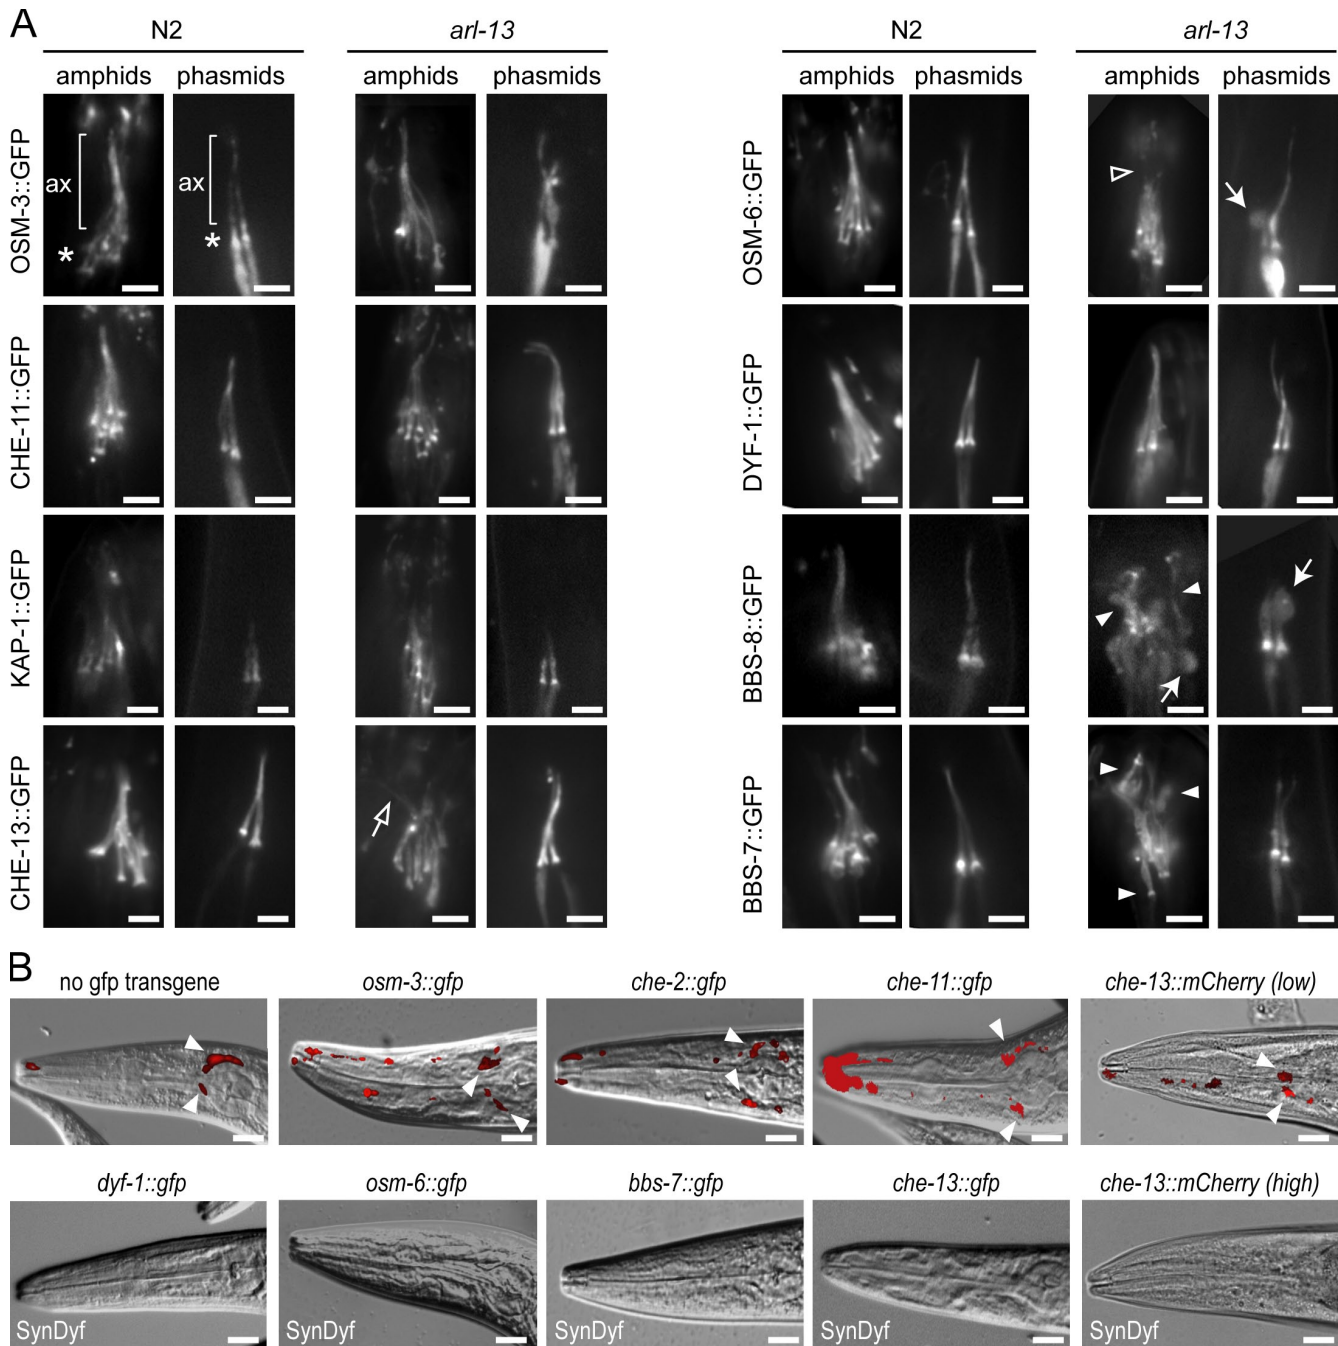 A
N2
arl-13
N2
arl-13
amphids phasmids
amphids phasmids
amphids phasmids
amphids phasmids
OSM-3::GFP
ax
*
ax
*
OSM-6::GFP
CHE-11::GFP
DYF-1::GFP
KAP-1::GFP
BBS-8::GFP
CHE-13::GFP
BBS-7::GFP
B
no gfp transgene
osm-3::gfp
che-2::gfp
che-11::gfp
che-13::mCherry (low)
dyf-1::gfp
osm-6::gfp
bbs-7::gfp
che-13::gfp
che-13::mCherry (high)
SynDyf
SynDyf
SynDyf
SynDyf
SynDyf